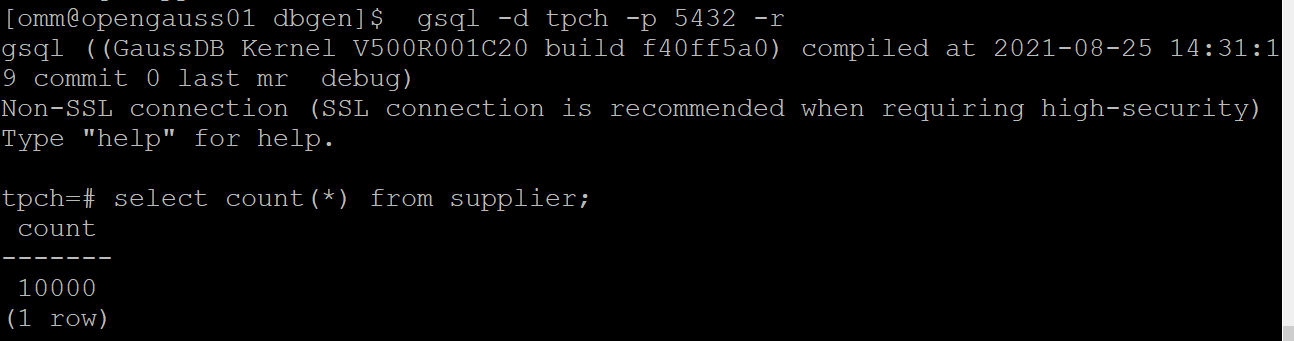 [omm@opengauss01 dbgen]$  gsql -d tpch -p 5432 -r
gsql ((GaussDB Kernel V500R001C20 build f40ff5a0) compiled at 2021-08-25 14:31:1
9 commit 0 last mr  debug)
Non-SSL connection (SSL connection is recommended when requiring high-security)
Type "help" for help.

tpch=# select count(*) from supplier;
 count
-------
 10000
(1 row)